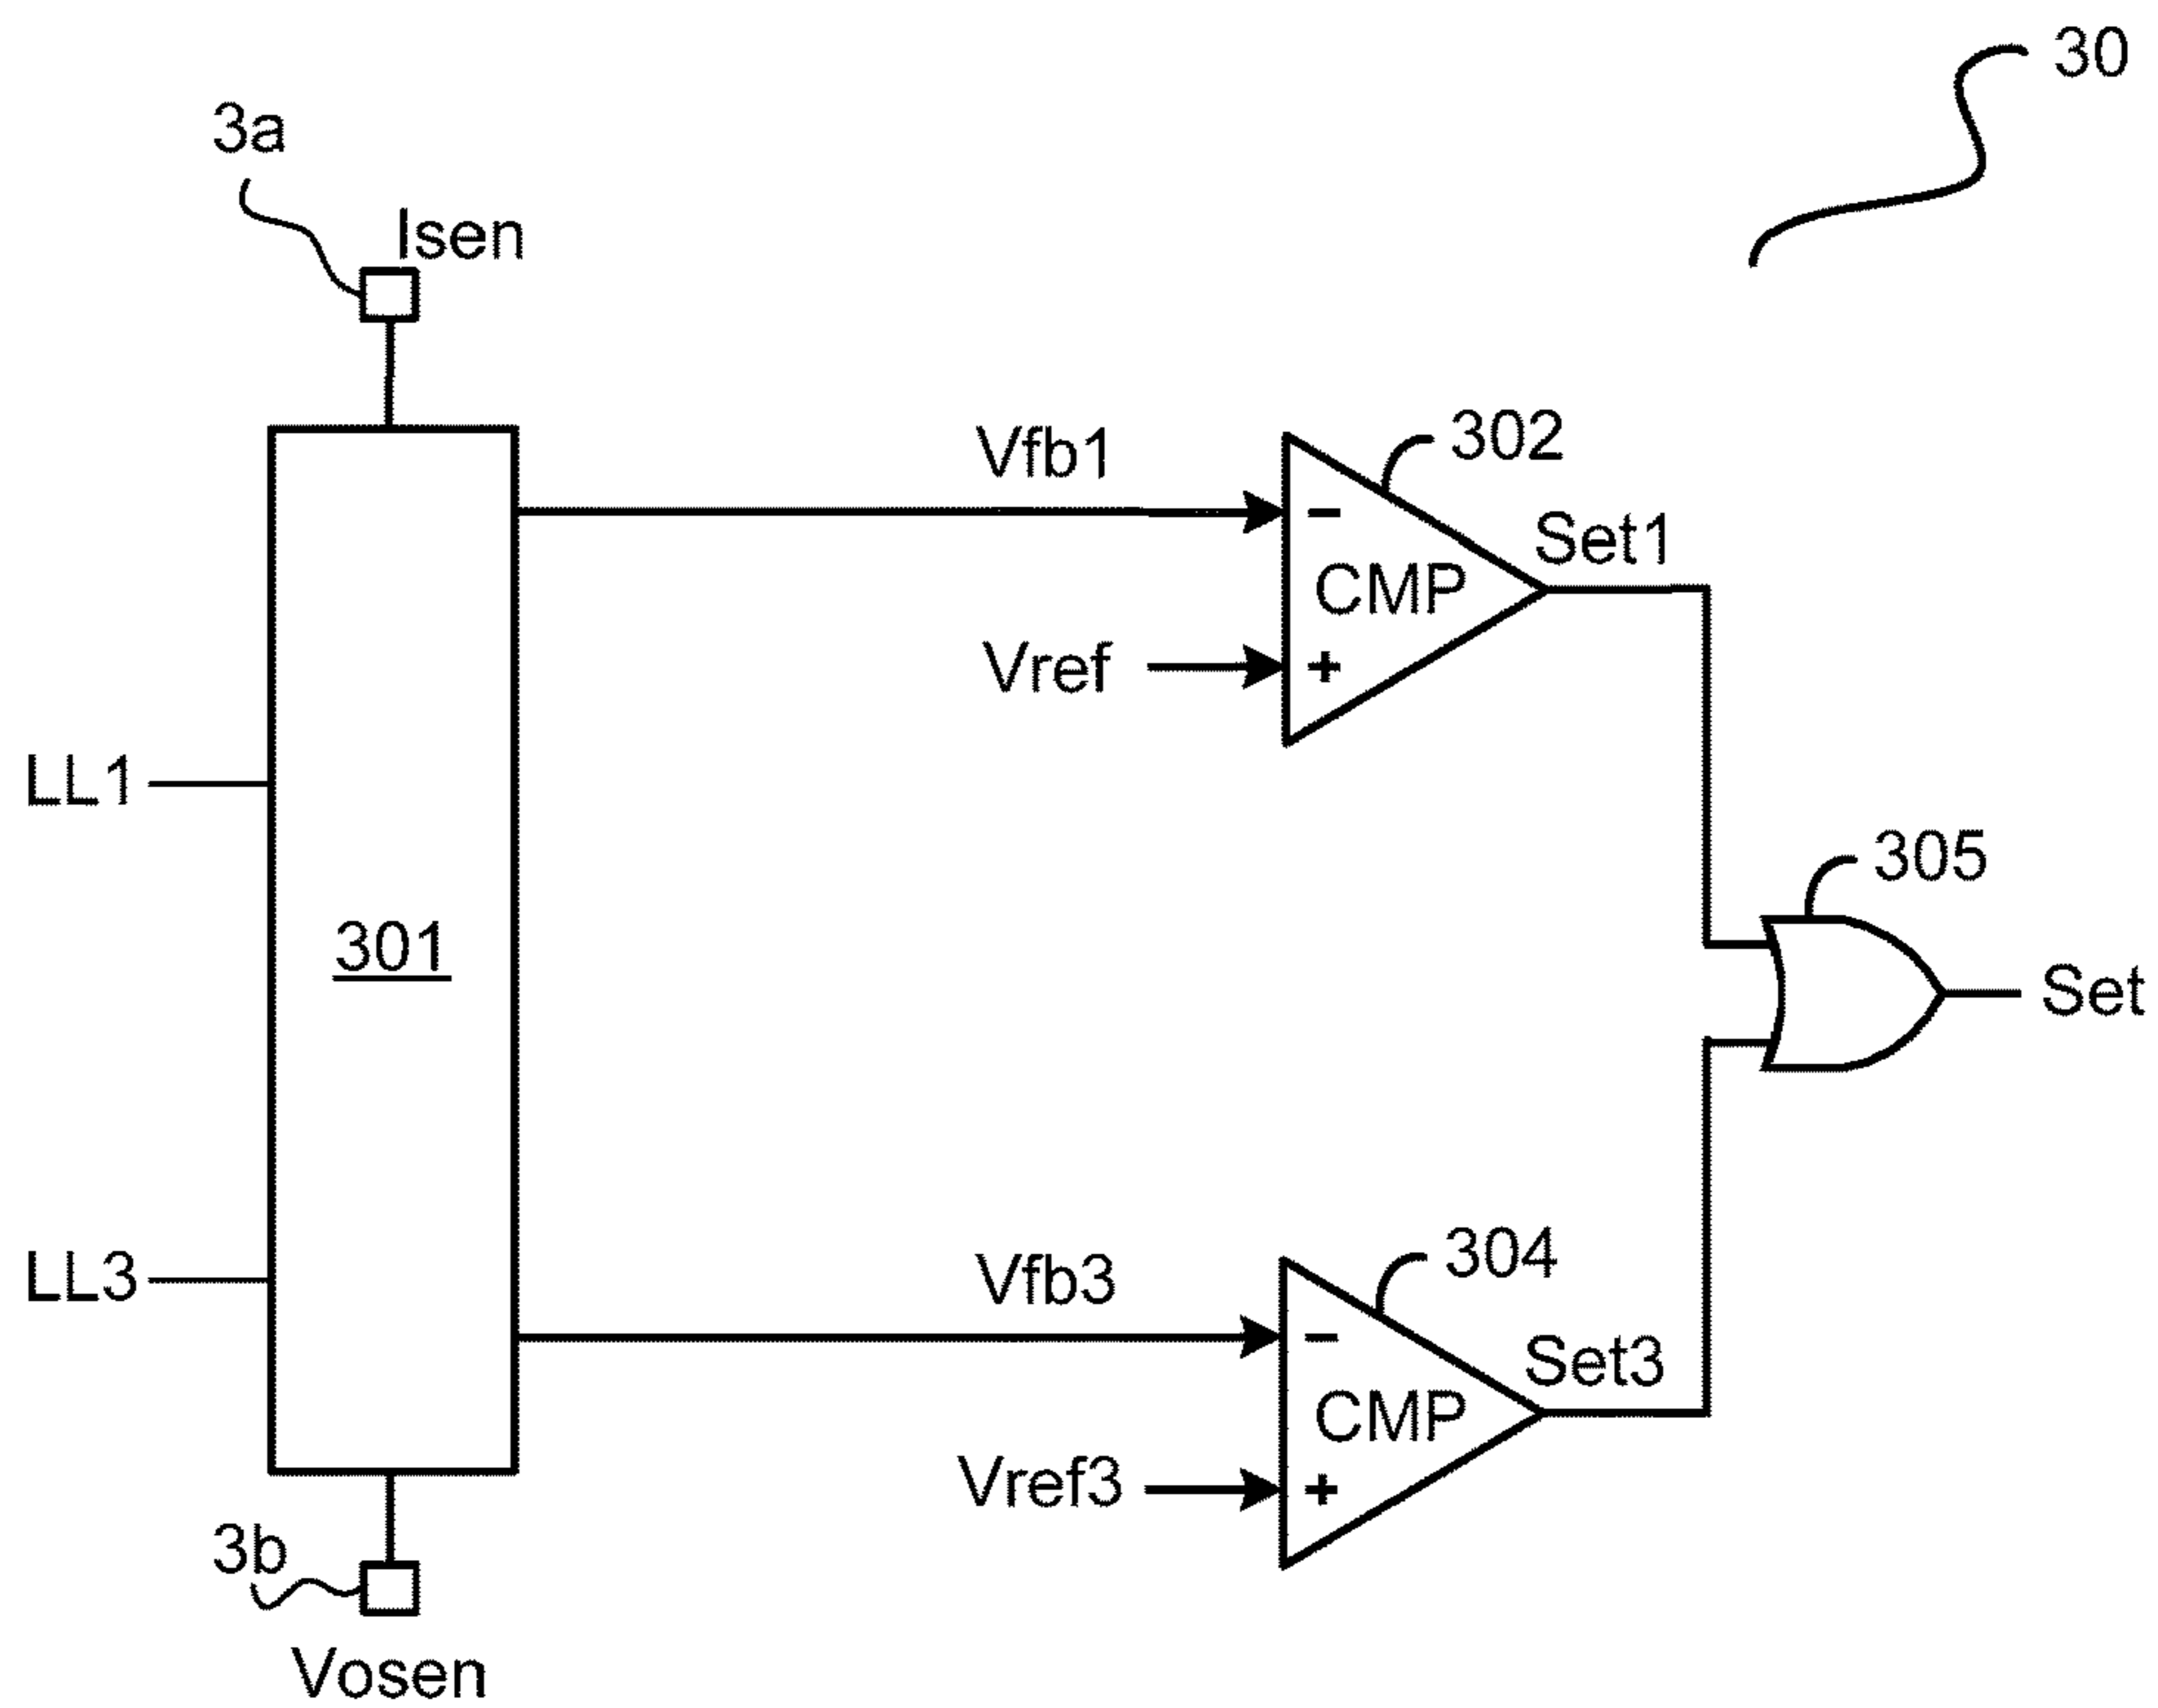 30
3a
Isen
Vfb1
302
Set1
-
CMP
Vref
+
LL1
305
301
Set
LL3
Vfb3
304
Set3
-
CMP
Vref3
+
3b
Vosen